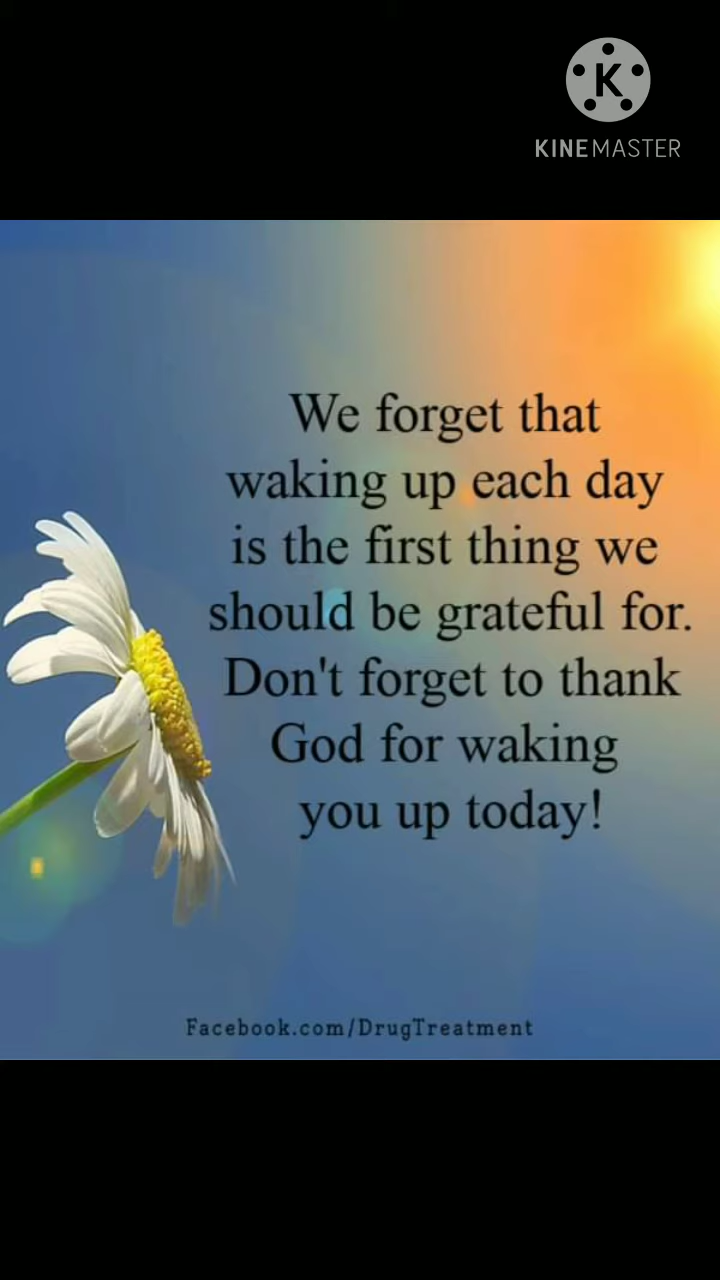 K
KINEMASTER
We forget that
waking up each day
is the first thing we
should be grateful for.
Don't forget to thank
God for waking
you up today!
Facebook.com/DrugTreatment